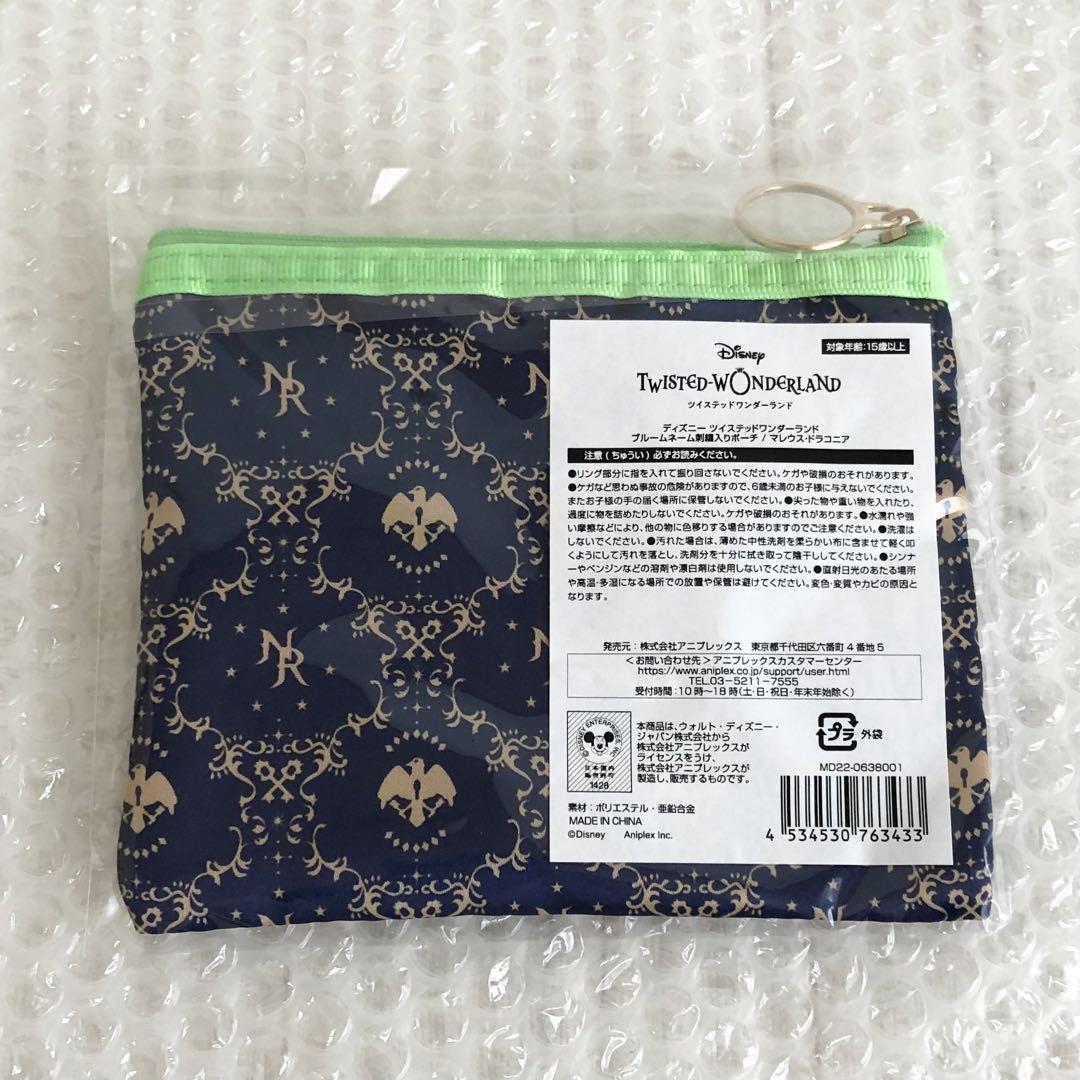 NR
NR
Disney
対象年齢:15歳以上
TWISTED-WONDERLAND
ツイステッドワンダーランド
ディズニー ツイステッドワンダーランド
ブルームネーム刺繍入りポーチ / マレウス・ドラコニア
注意(ちゅうい)必ずお読みください。
●リング部分に指を入れて振り回さないでください。ケガや破損のおそれがあります。
●ケガなど思わぬ事故の危険がありますので、6歳未満のお子様に与えないでください。
またお子様の手の届く場所に保管しないでください。●尖った物や重い物を入れたり、
過度に物を詰めたりしないでください。ケガや破損のおそれがあります。●水濡れや強
い摩擦などにより、他の物に色移りする場合がありますのでご注意ください。●洗濯は
しないでください。●汚れた場合は、薄めた中性洗剤を柔らかい布に含ませて軽く叩
くようにして汚れを落とし、洗剤分を十分に拭き取って陰干ししてください。●シンナ
ーやベンジンなどの溶剤や漂白剤は使用しないでください。●直射日光のあたる場所
や高温・多湿になる場所での放置や保管は避けてください。変色・変質やカビの原因と
なります。
発売元:株式会社アニプレックス 東京都千代田区六番町4番地5
<お問い合わせ先>アニプレックスカスタマーセンター
https://www.aniplex.co.jp/support/user.html
TEL.03-5211-7555
受付時間:10時〜18時(土・日・祝日・年末年始除く)
©DISNEY ENTERPRISES INC.
日本国内
販売許可
1428
本商品は、ウォルト・ディズニー・
ジャパン株式会社から
株式会社アニプレックスが
ライセンスをうけ、
株式会社アニプレックスが
製造し、販売するものです。
プラ 外袋
MD22-0638001
素材:ポリエステル・亜鉛合金
MADE IN CHINA
©Disney Aniplex Inc.
4 534530 763433